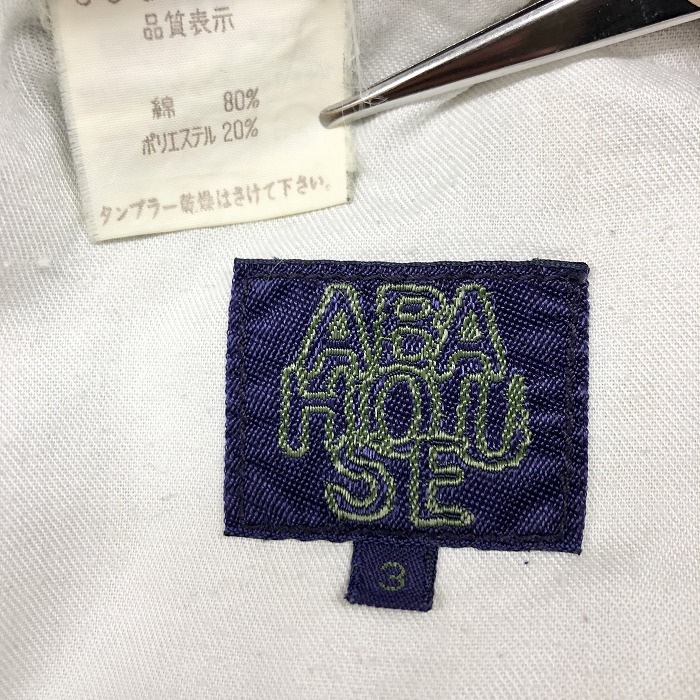 品質表示
綿 80%
ポリエステル 20%
タンブラー乾燥はさけて下さい。
ABA
HOU
SE
3